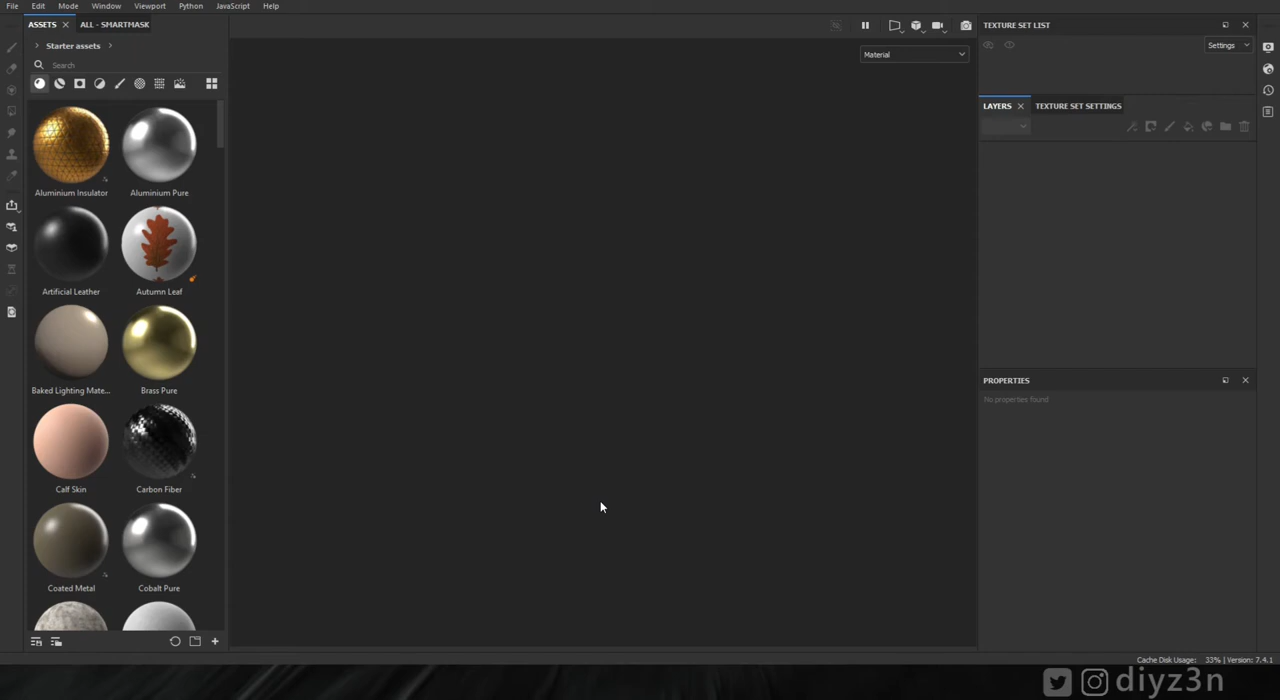 File Edit Mode Window Viewport Python JavaScript Help
ASSETS ALL - SMARTMASK
Starter assets
Search
Aluminium Insulator
Aluminium Pure
Artificial Leather
Autumn Leaf
Baked Lighting Mate...
Brass Pure
Calf Skin
Carbon Fiber
Coated Metal
Cobalt Pure
Material
TEXTURE SET LIST
Settings
LAYERS TEXTURE SET SETTINGS
PROPERTIES
No properties found
Cache Disk Usage: 33% | Version: 7.4.1
diyz3n